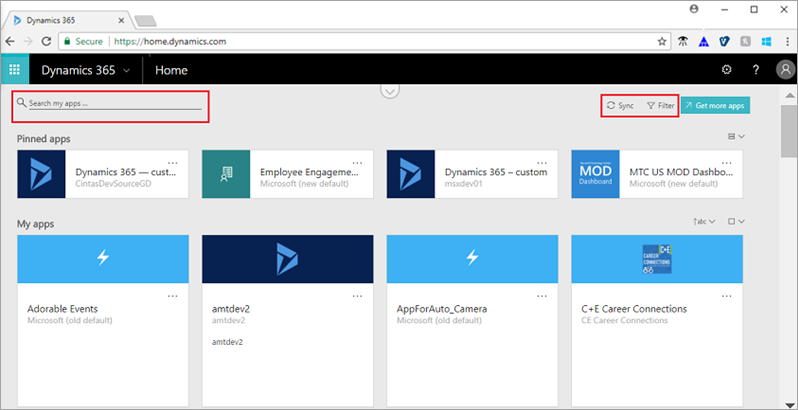 Dynamics 365
Secure https://home.dynamics.com
Dynamics 365 Home ?
Search my apps ...
Sync Filter Get more apps
Pinned apps
Dynamics 365 — cust...
CintasDevSourceGD
Employee Engageme...
Microsoft (new default)
Dynamics 365 – custom
msxdev01
MOD
Dashboard
MTC US MOD Dashbo...
Microsoft (new default)
My apps
↑abc
Adorable Events
Microsoft (old default)
amtdev2
amtdev2
amtdev2
AppForAuto_Camera
Microsoft (old default)
C+E
CAREER
CONNECTIONS
C+E Career Connections
CE Career Connections